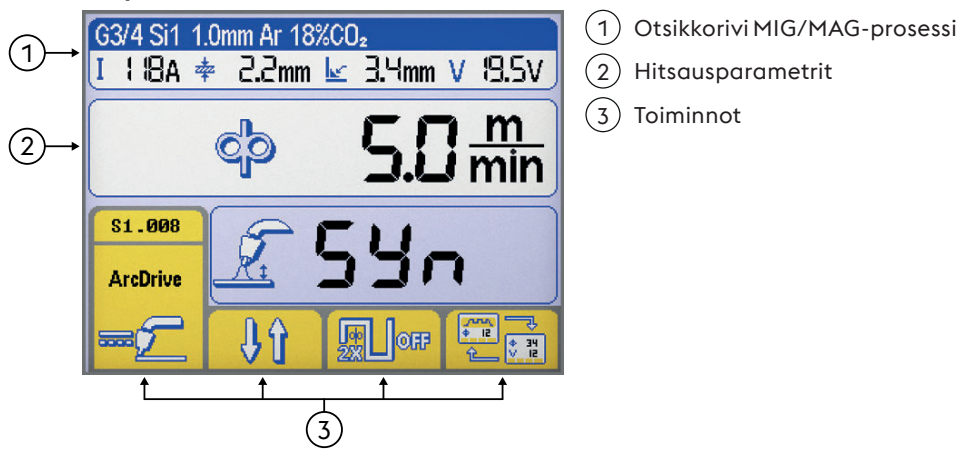 G3/4 Si1 1.0mm Ar 18%CO₂
I 118A 2.2mm 3.4mm V 19.5V
5.0 m/min
S1.008
ArcDrive
SYn
2X OFF
12
34
V 12
1 Otsikkorivi MIG/MAG-prosessi
2 Hitsausparametrit
3 Toiminnot
1
2
3